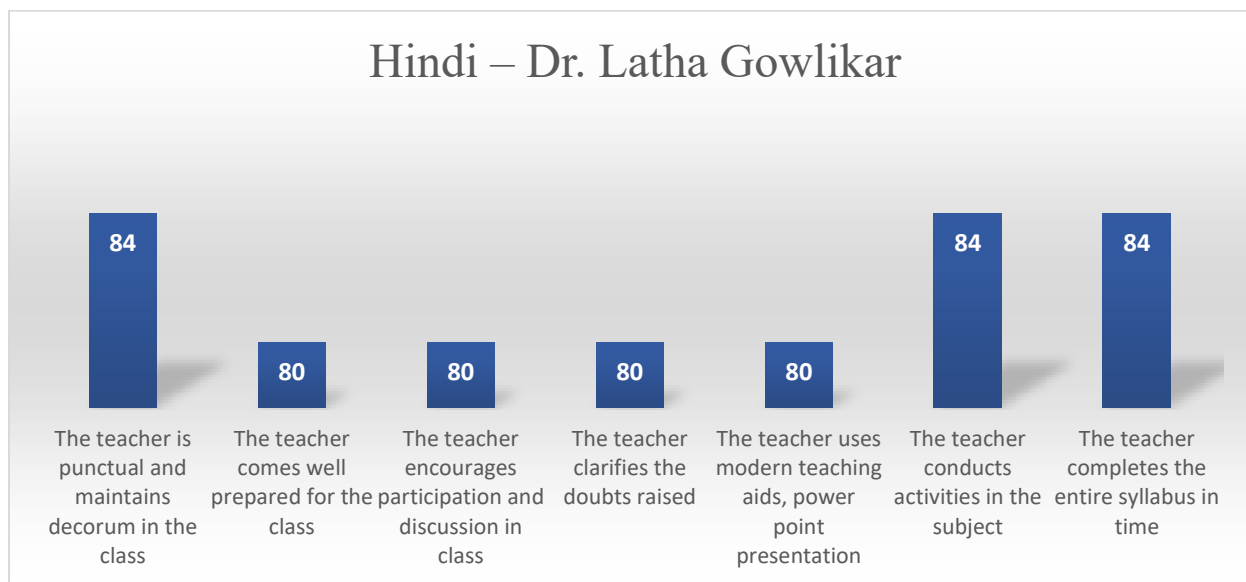 Hindi – Dr. Latha Gowlikar
84
80
80
80
80
84
84
The teacher is
punctual and
maintains
decorum in the
class
The teacher
comes well
prepared for the
class
The teacher
encourages
participation and
discussion in
class
The teacher
clarifies the
doubts raised
The teacher uses
modern teaching
aids, power
point
presentation
The teacher
conducts
activities in the
subject
The teacher
completes the
entire syllabus in
time